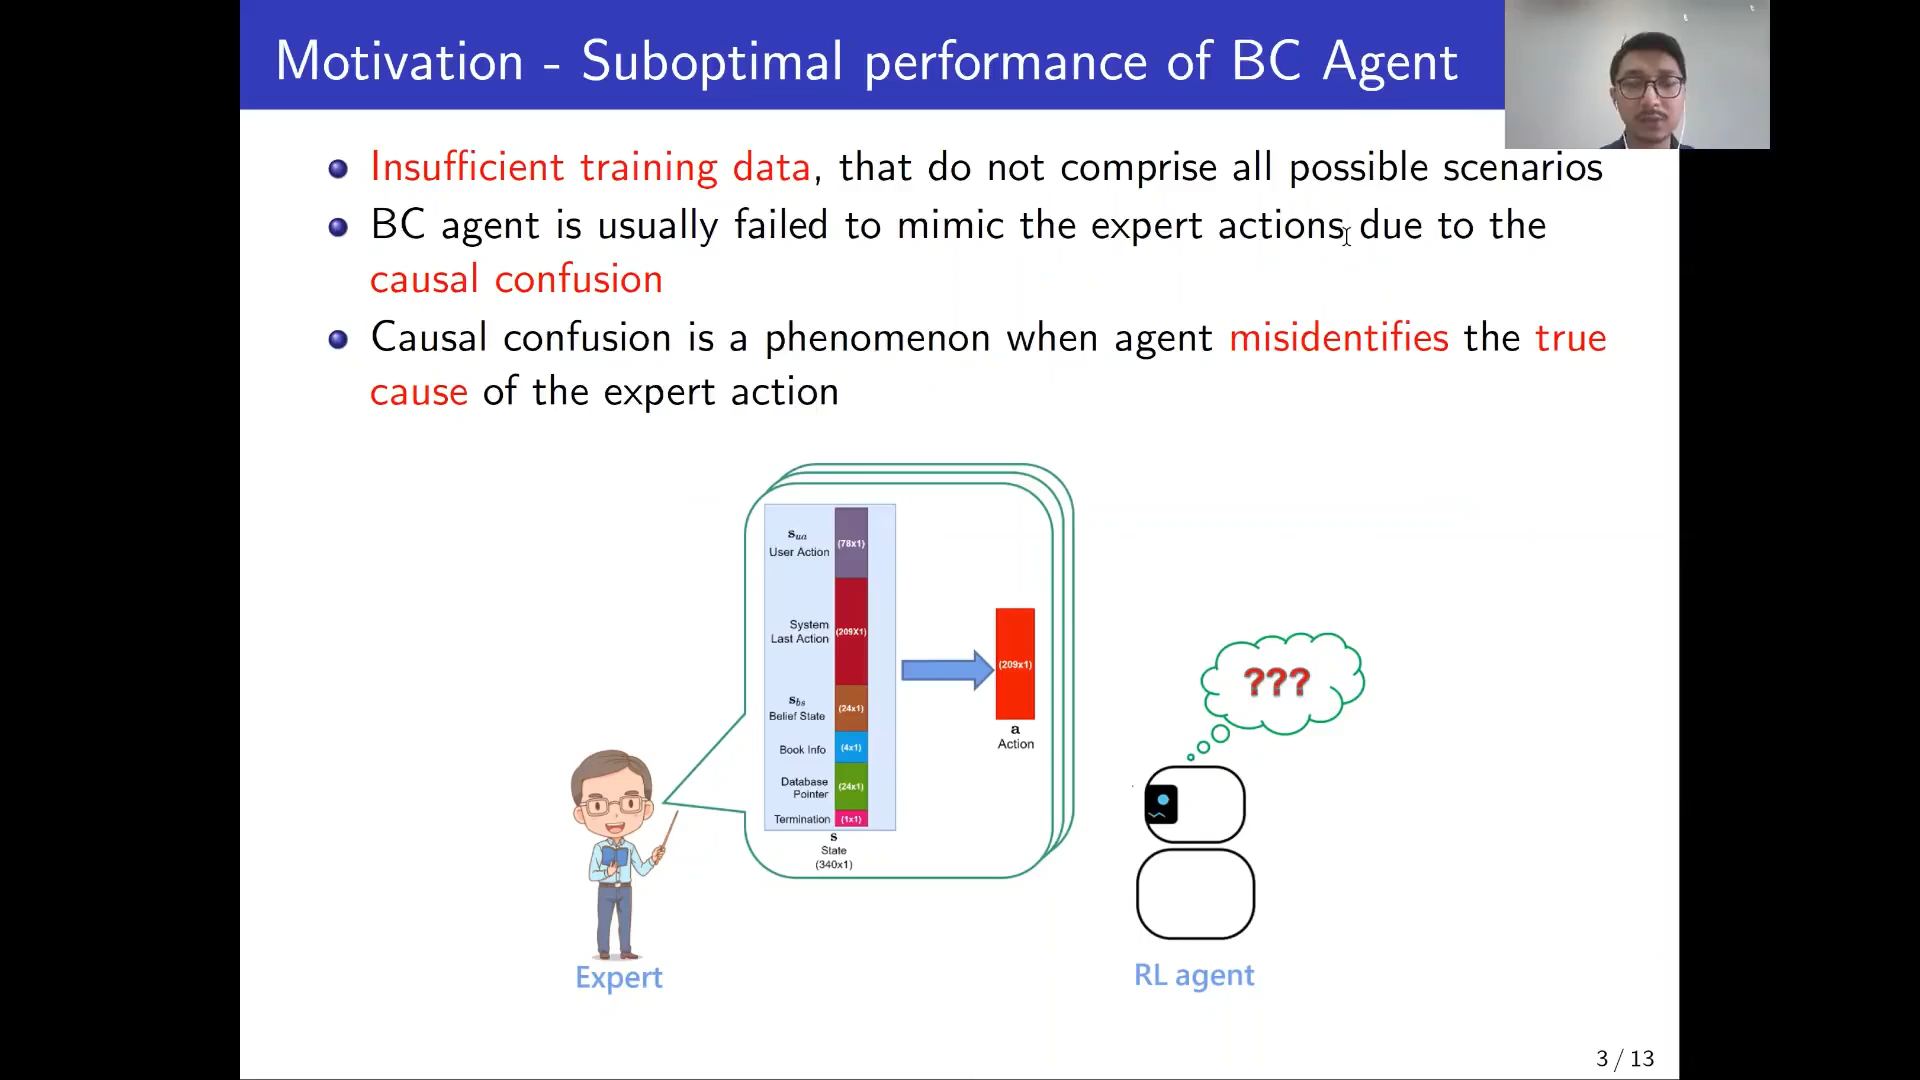 Motivation - Suboptimal performance of BC Agent
Insufficient training data, that do not comprise all possible scenarios
BC agent is usually failed to mimic the expert actions due to the
causal confusion
Causal confusion is a phenomenon when agent misidentifies the true
cause of the expert action
s_ua
User Action
(78x1)
System
Last Action
(209X1)
s_bs
Belief State
(24x1)
Book Info
(4x1)
Database
Pointer
(24x1)
Termination
(1x1)
s
State
(340x1)
(209x1)
a
Action
???
Expert
RL agent
3 / 13